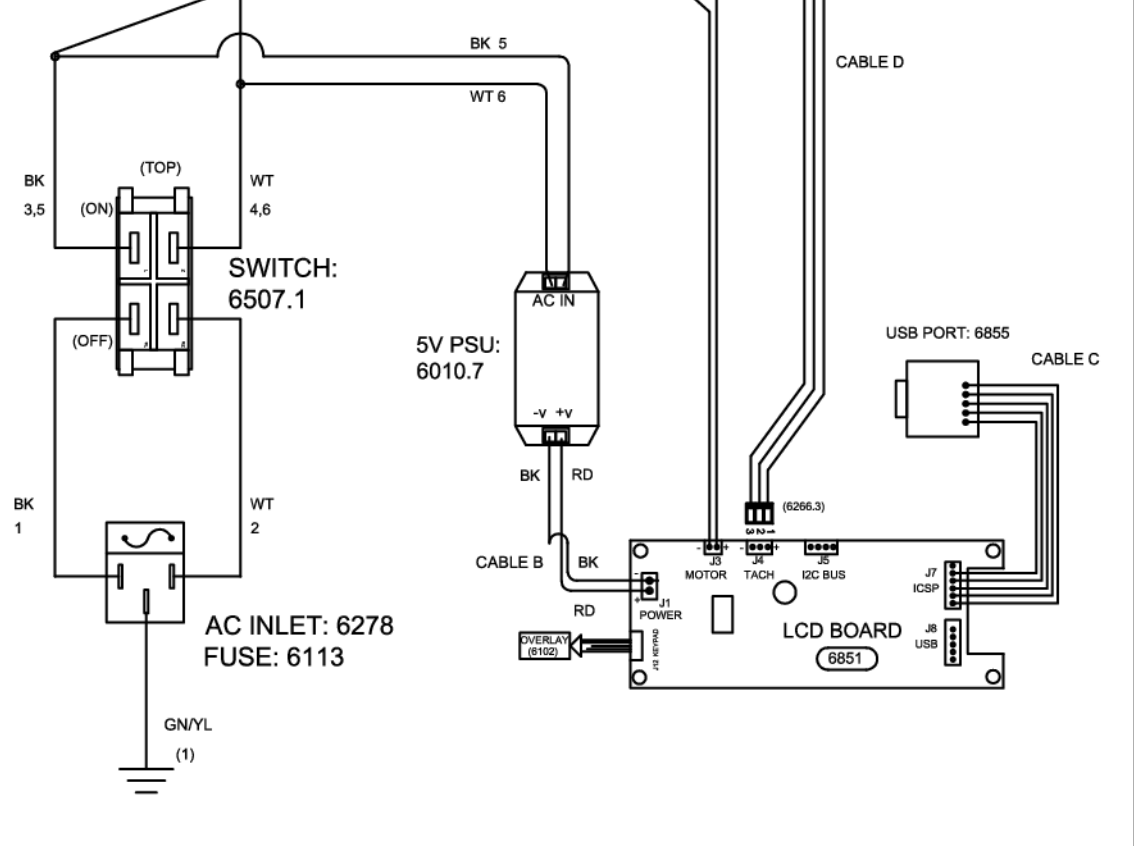 BK 5
WT 6
CABLE D
(TOP)
BK
3,5
(ON)
WT
4,6
SWITCH:
6507.1
(OFF)
AC IN
5V PSU:
6010.7
-v +v
BK
RD
USB PORT: 6855
CABLE C
BK
1
WT
2
(6266.3)
3 2 1
CABLE B
BK
RD
- +
J3
MOTOR
- +
J4
TACH
J5
I2C BUS
J7
ICSP
-
+
J1
POWER
LCD BOARD
6851
J8
USB
OVERLAY
(6102)
J12 KEYPAD
AC INLET: 6278
FUSE: 6113
GN/YL
(1)